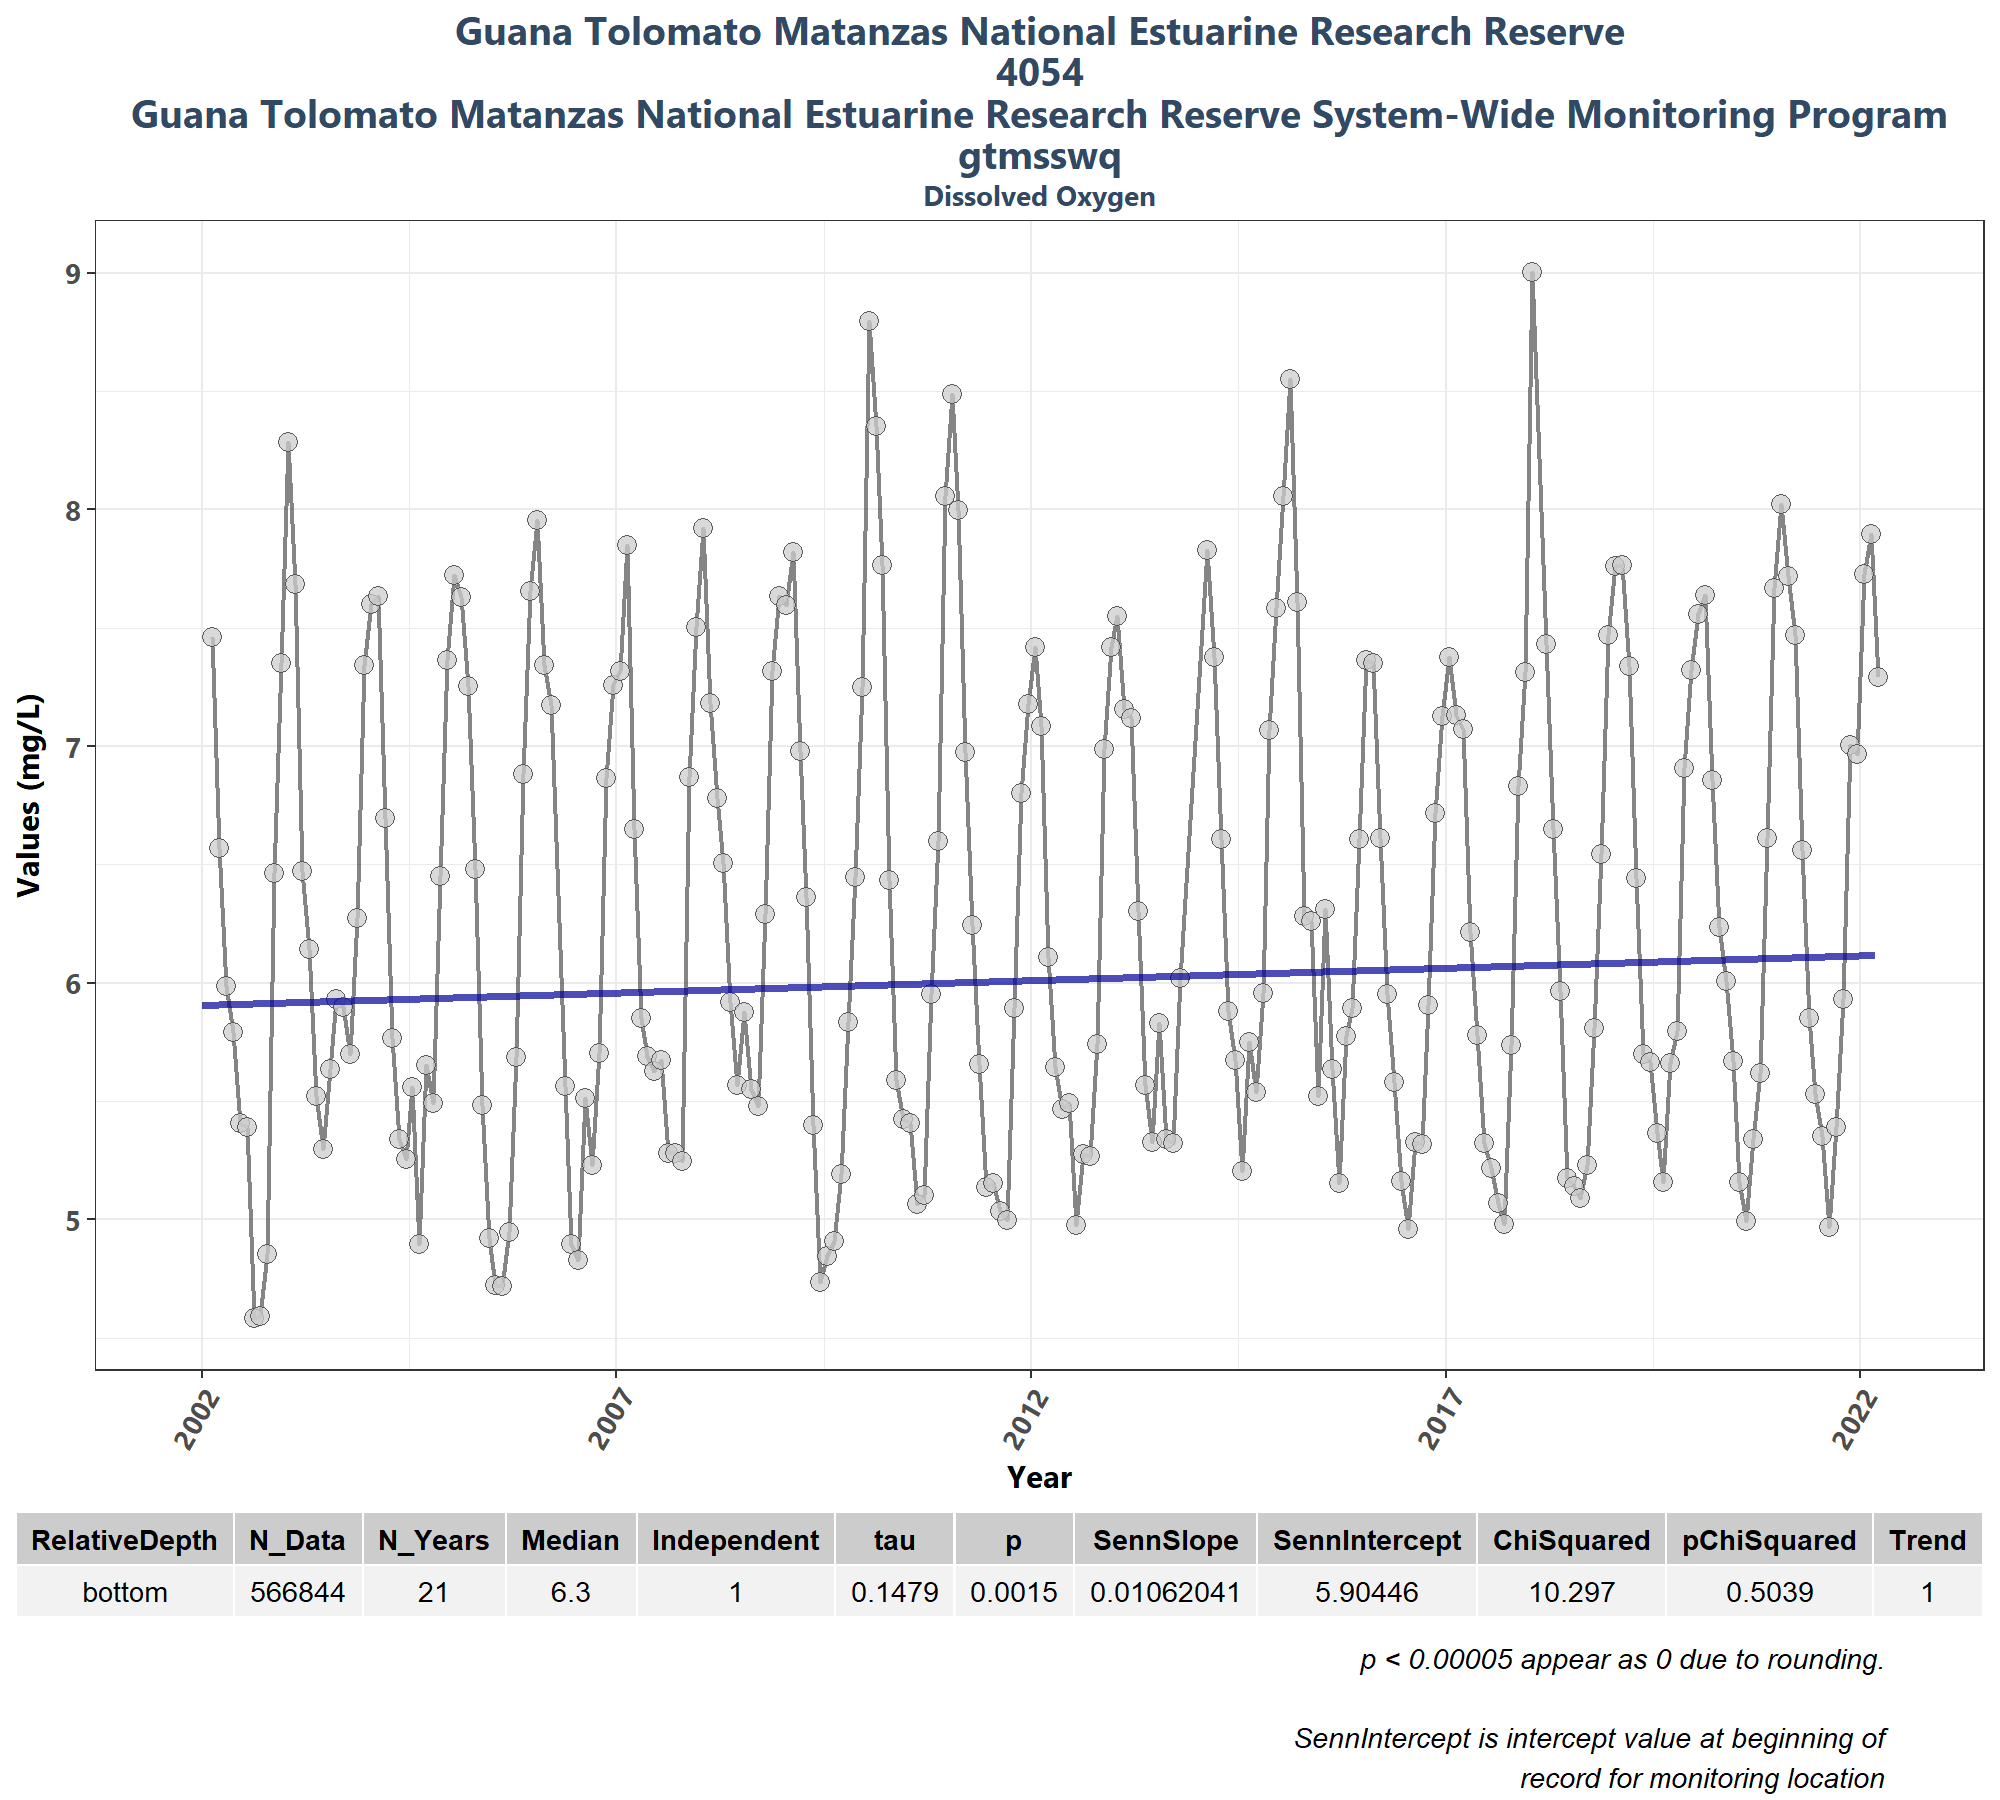 Guana Tolomato Matanzas National Estuarine Research Reserve
4054
Guana Tolomato Matanzas National Estuarine Research Reserve System-Wide Monitoring Program
gtmsswq
Dissolved Oxygen
9
8
7
6
5
Values (mg/L)
2002
2007
2012
2017
2022
Year
RelativeDepth N_Data N_Years Median Independent tau p SennSlope SennIntercept ChiSquared pChiSquared Trend
bottom 566844 21 6.3 1 0.1479 0.0015 0.01062041 5.90446 10.297 0.5039 1
p < 0.00005 appear as 0 due to rounding.
SennIntercept is intercept value at beginning of
record for monitoring location